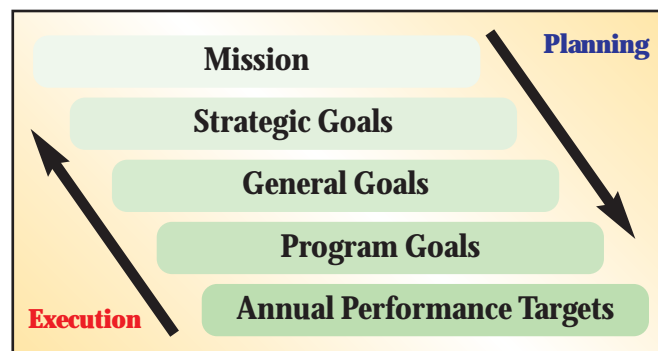 Planning
Mission
Strategic Goals
General Goals
Program Goals
Annual Performance Targets
Execution